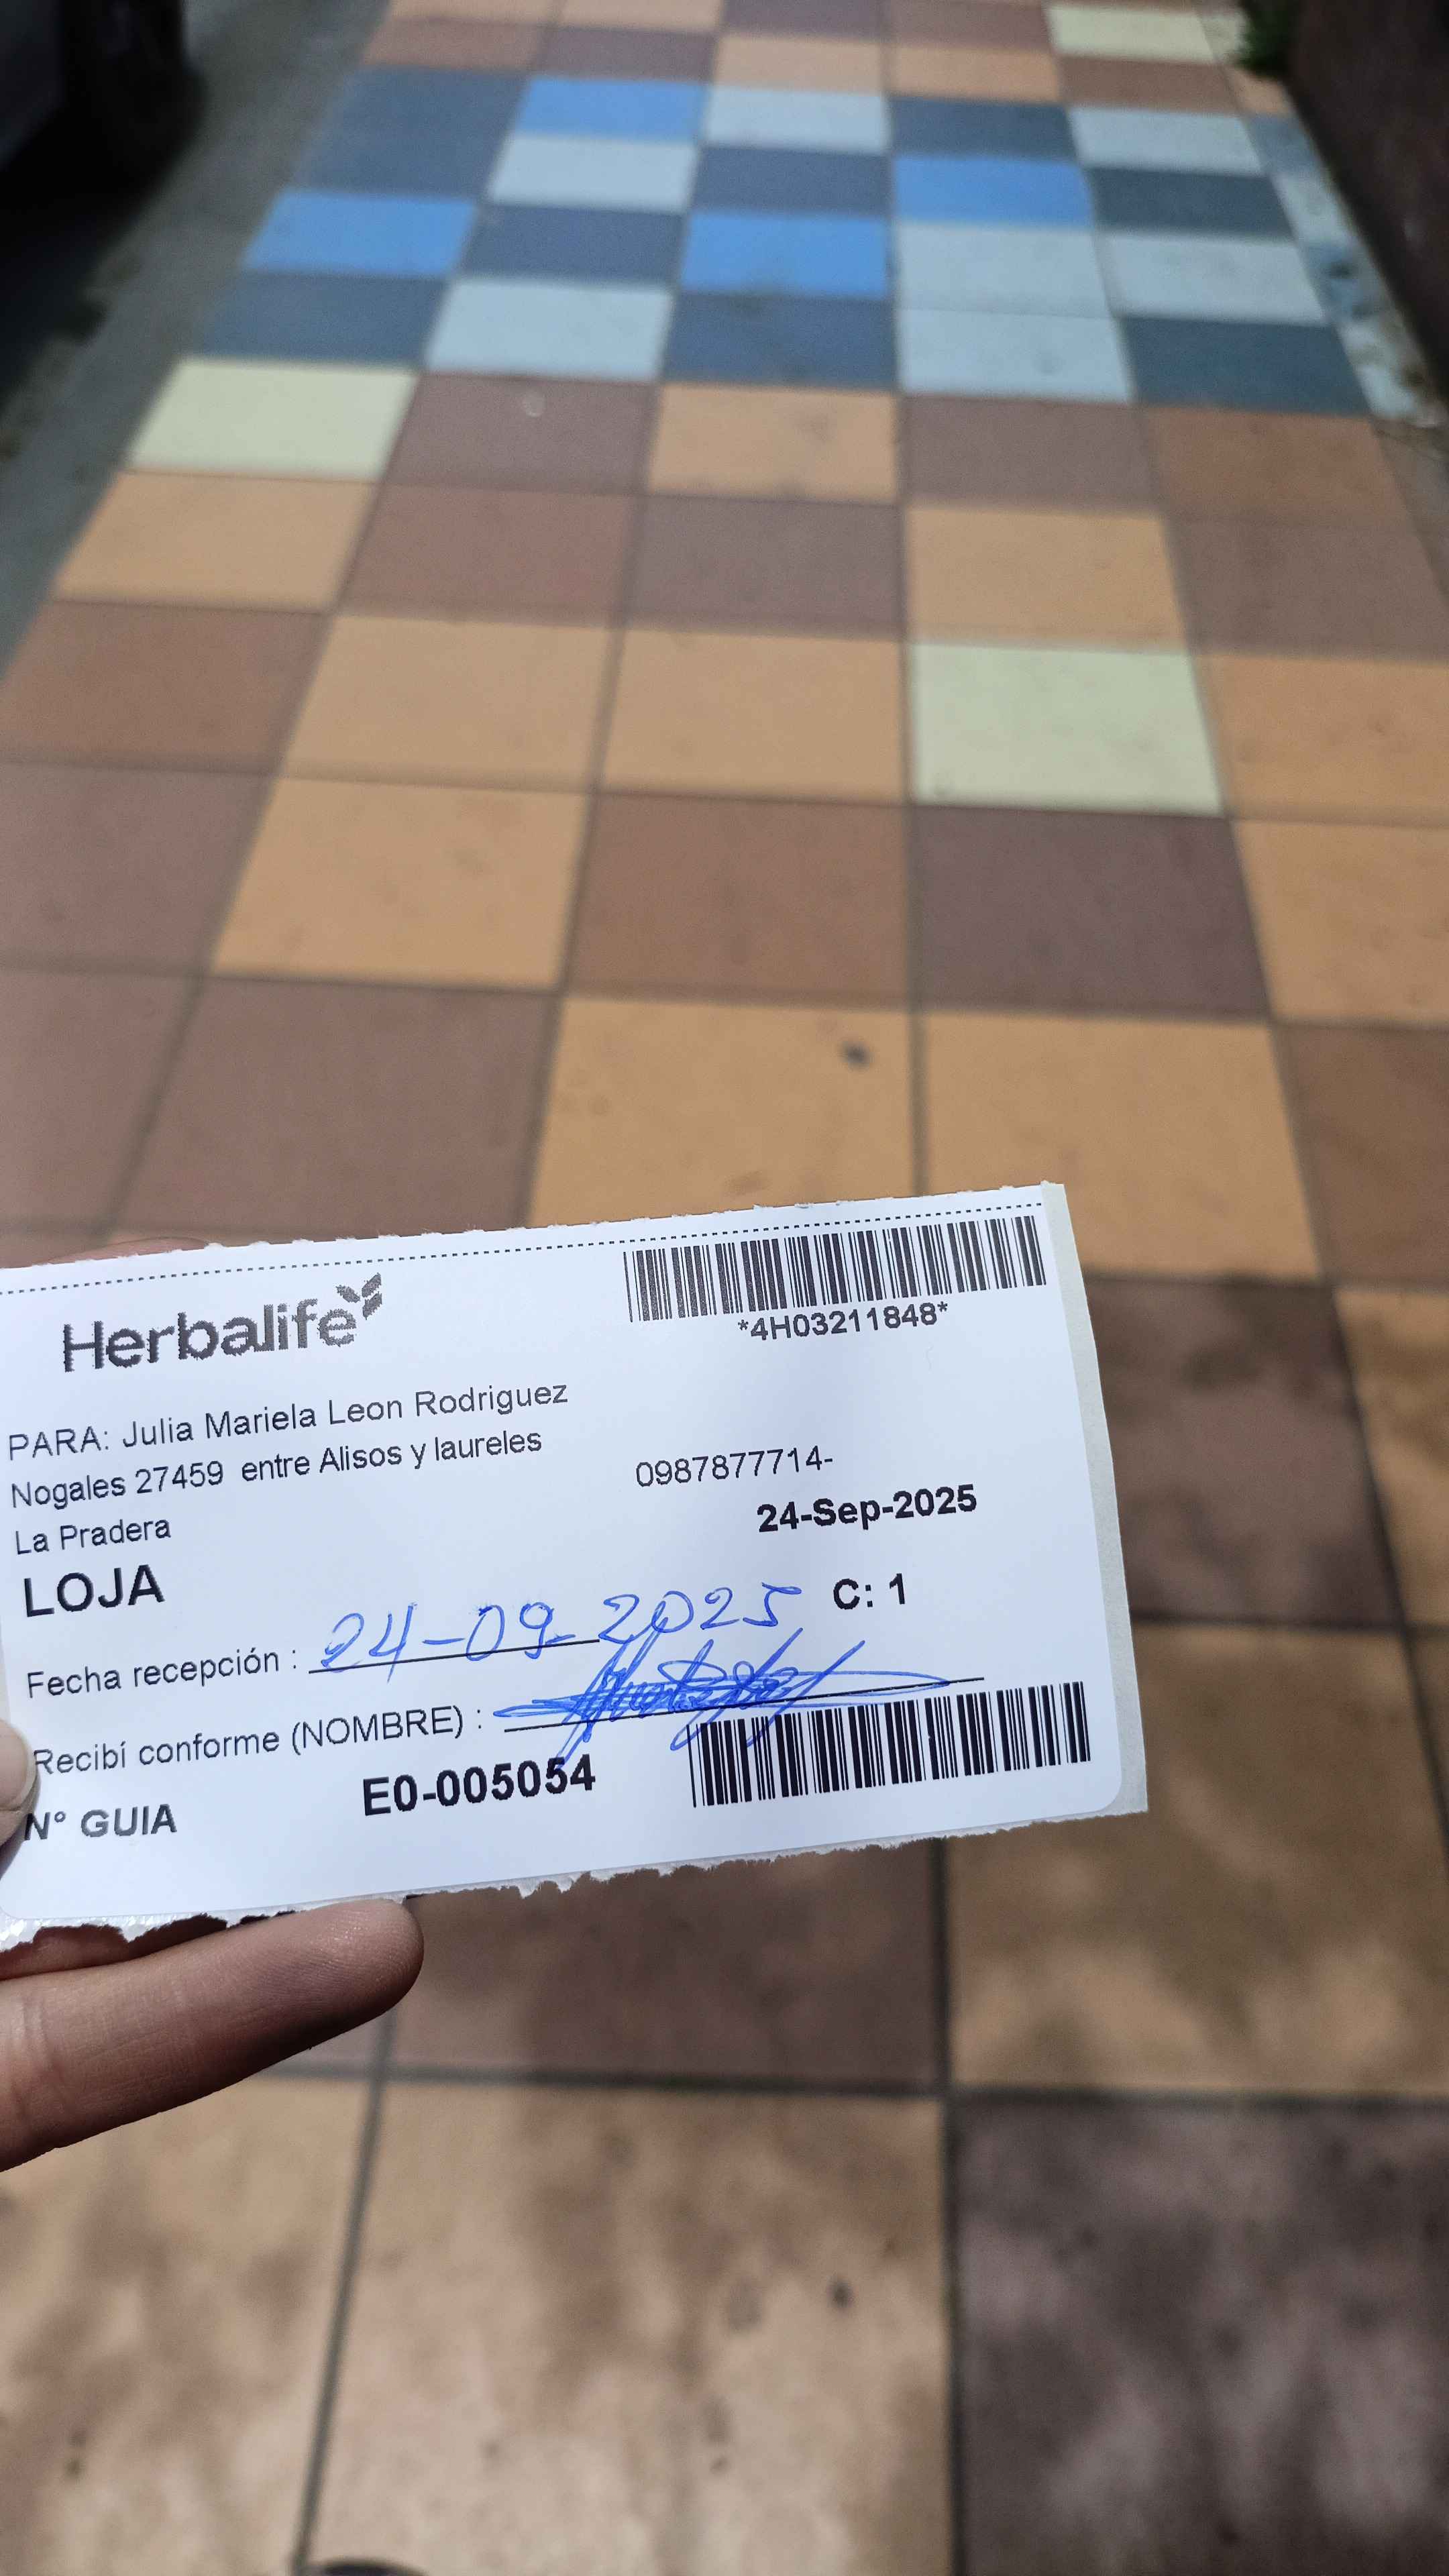 Herbalife
*4H03211848*
PARA: Julia Mariela Leon Rodriguez
Nogales 27459 entre Alisos y laureles
0987877714-
La Pradera
24-Sep-2025
LOJA
C: 1
Fecha recepción : 24-09-2025
Recibí conforme (NOMBRE) :
N° GUIA E0-005054